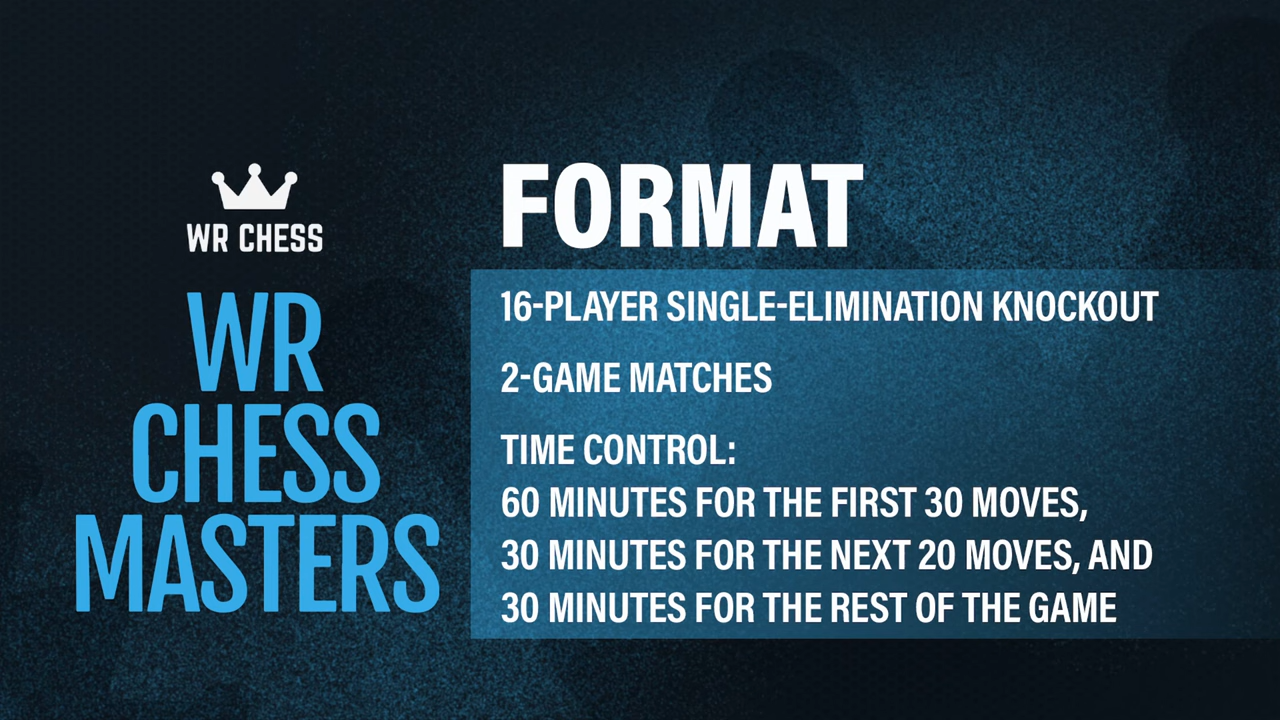 WR CHESS
WR
CHESS
MASTERS
FORMAT
16-PLAYER SINGLE-ELIMINATION KNOCKOUT
2-GAME MATCHES
TIME CONTROL:
60 MINUTES FOR THE FIRST 30 MOVES,
30 MINUTES FOR THE NEXT 20 MOVES, AND
30 MINUTES FOR THE REST OF THE GAME